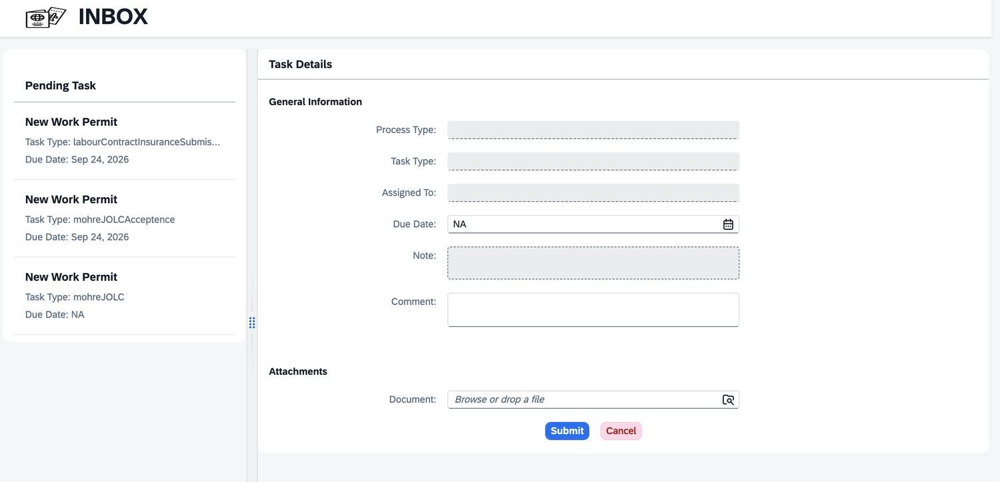 INBOX
Pending Task
New Work Permit
Task Type: labourContractInsuranceSubmis...
Due Date: Sep 24, 2026
New Work Permit
Task Type: mohreJOLCAcceptence
Due Date: Sep 24, 2026
New Work Permit
Task Type: mohreJOLC
Due Date: NA
Task Details
General Information
Process Type:
Task Type:
Assigned To:
Due Date: NA
Note:
Comment:
Attachments
Document: Browse or drop a file
Submit Cancel